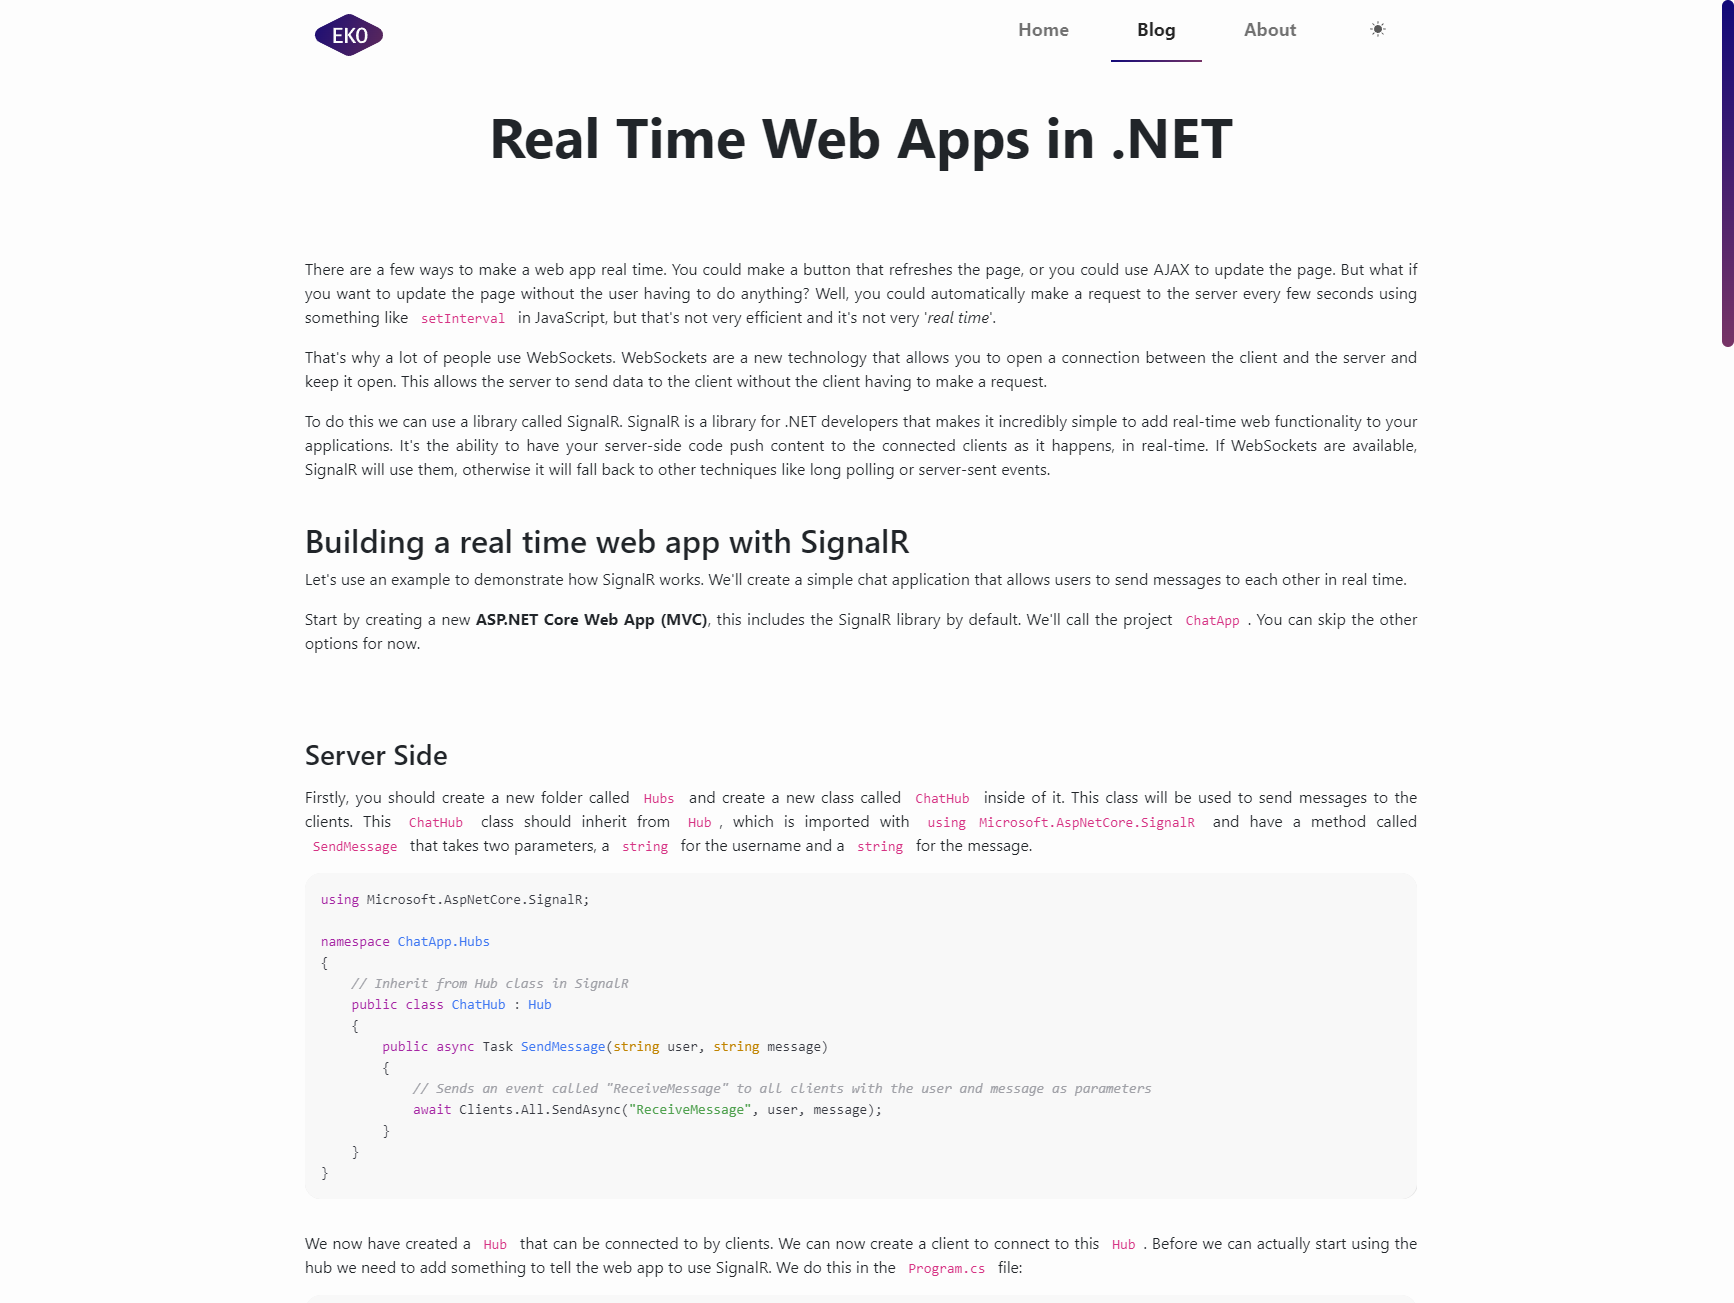 EKO
Home
Blog
About
Real Time Web Apps in .NET
There are a few ways to make a web app real time. You could make a button that refreshes the page, or you could use AJAX to update the page. But what if
you want to update the page without the user having to do anything? Well, you could automatically make a request to the server every few seconds using
something like setInterval in JavaScript, but that's not very efficient and it's not very 'real time'.
That's why a lot of people use WebSockets. WebSockets are a new technology that allows you to open a connection between the client and the server and
keep it open. This allows the server to send data to the client without the client having to make a request.
To do this we can use a library called SignalR. SignalR is a library for .NET developers that makes it incredibly simple to add real-time web functionality to your
applications. It's the ability to have your server-side code push content to the connected clients as it happens, in real-time. If WebSockets are available,
SignalR will use them, otherwise it will fall back to other techniques like long polling or server-sent events.
Building a real time web app with SignalR
Let's use an example to demonstrate how SignalR works. We'll create a simple chat application that allows users to send messages to each other in real time.
Start by creating a new ASP.NET Core Web App (MVC), this includes the SignalR library by default. We'll call the project ChatApp . You can skip the other
options for now.
Server Side
Firstly, you should create a new folder called Hubs and create a new class called ChatHub inside of it. This class will be used to send messages to the
clients. This ChatHub class should inherit from Hub , which is imported with using Microsoft.AspNetCore.SignalR and have a method called
SendMessage that takes two parameters, a string for the username and a string for the message.
using Microsoft.AspNetCore.SignalR;
namespace ChatApp.Hubs
{
// Inherit from Hub class in SignalR
public class ChatHub : Hub
{
public async Task SendMessage(string user, string message)
{
// Sends an event called "ReceiveMessage" to all clients with the user and message as parameters
await Clients.All.SendAsync("ReceiveMessage", user, message);
}
}
}
We now have created a Hub that can be connected to by clients. We can now create a client to connect to this Hub . Before we can actually start using the
hub we need to add something to tell the web app to use SignalR. We do this in the Program.cs file: